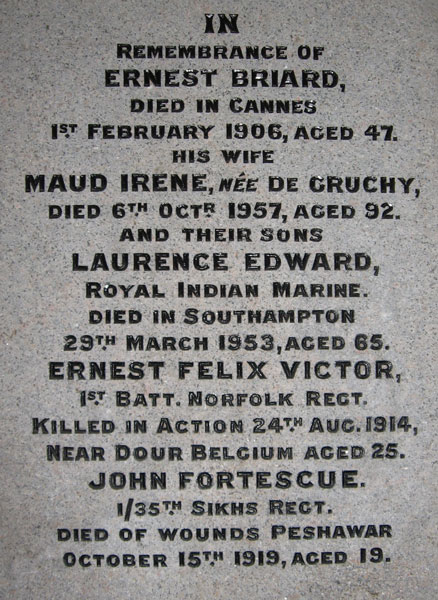 IN
REMEMBRANCE OF
ERNEST BRIARD,
DIED IN CANNES
1ST FEBRUARY 1906, AGED 47.
HIS WIFE
MAUD IRENE, NÉE DE GRUCHY,
DIED 6TH OCTR 1957, AGED 92.
AND THEIR SONS
LAURENCE EDWARD,
ROYAL INDIAN MARINE.
DIED IN SOUTHAMPTON
29TH MARCH 1953, AGED 65.
ERNEST FELIX VICTOR,
1ST BATT. NORFOLK REGT.
KILLED IN ACTION 24TH AUG. 1914,
NEAR DOUR BELGIUM AGED 25.
JOHN FORTESCUE.
1/35TH SIKHS REGT.
DIED OF WOUNDS PESHAWAR
OCTOBER 15TH 1919, AGED 19.